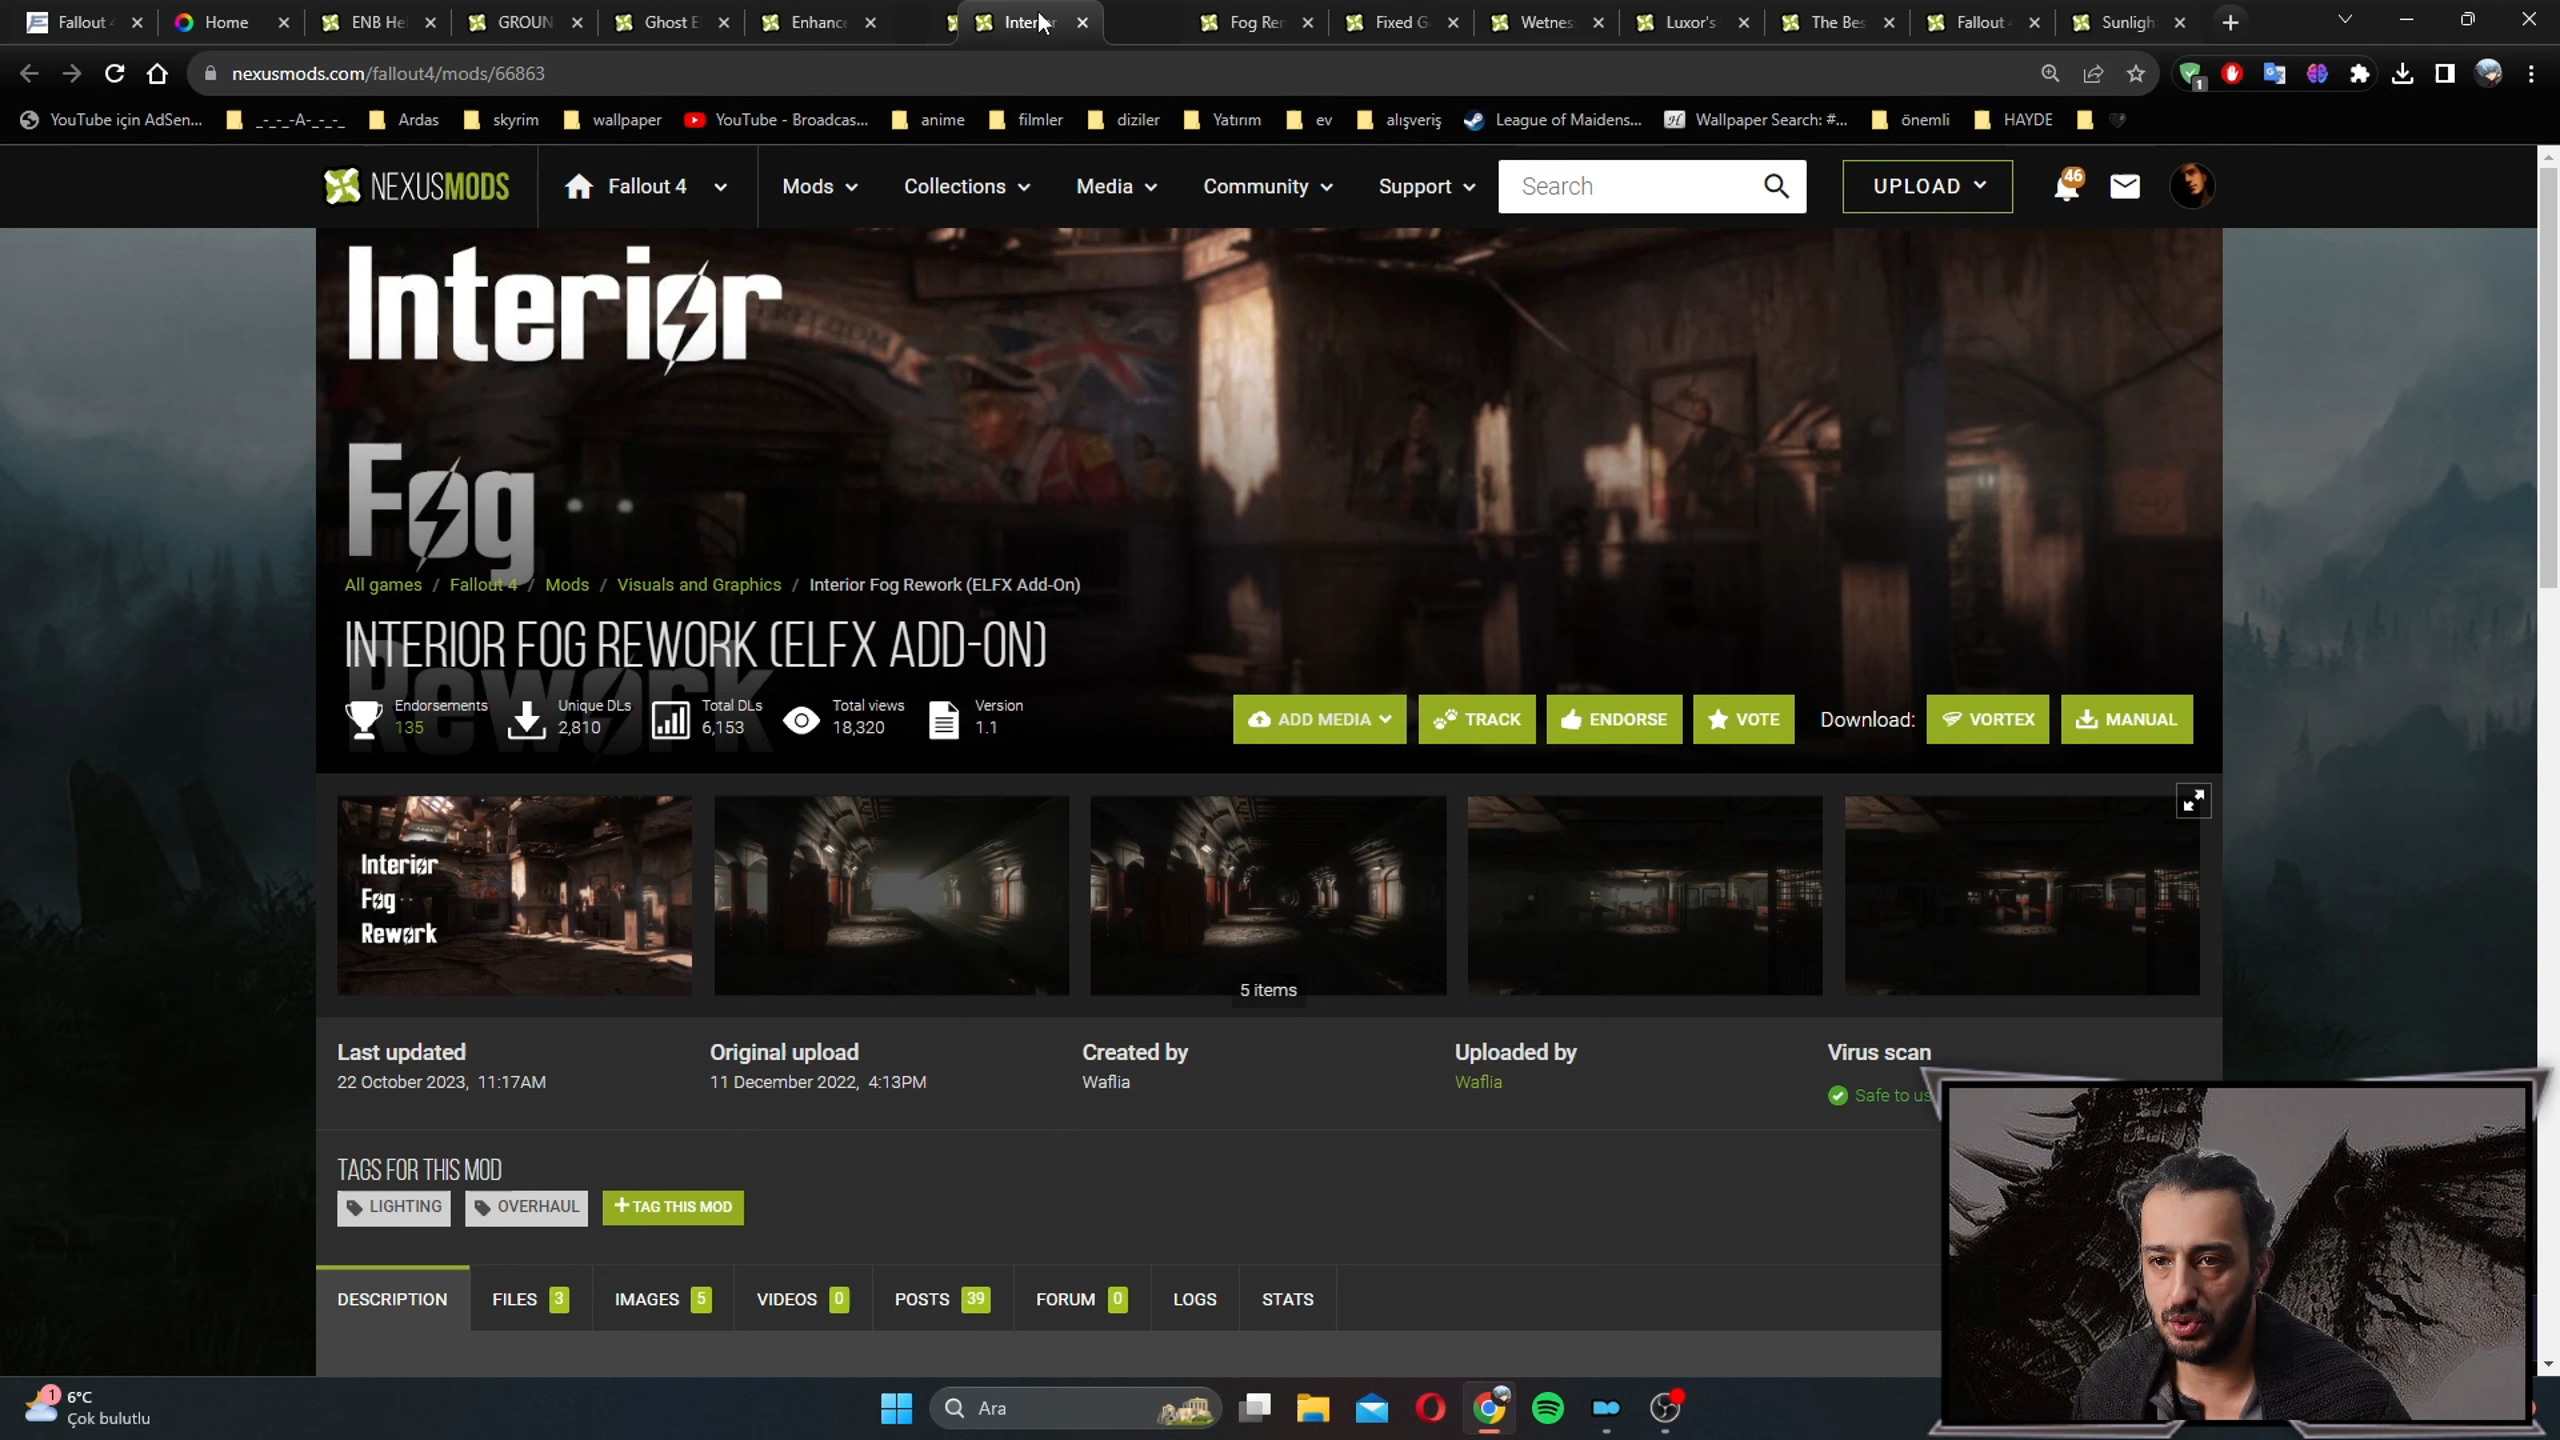 Fallout
Home
ENB He
GROUN
Ghost E
Enhance
Interior
Fog Rer
Fixed G
Wetnes
Luxor's
The Bes
Fallout
Sunligh
nexusmods.com/fallout4/mods/66863
1
YouTube için AdSen...
_-_-_-A-_-_-_
Ardas
skyrim
wallpaper
YouTube - Broadcas...
anime
filmler
diziler
Yatırım
ev
alışveriş
League of Maidens...
Wallpaper Search: #...
önemli
HAYDE
NEXUSMODS
Fallout 4
Mods
Collections
Media
Community
Support
Search
UPLOAD
46
Interior
Fog
Rework
All games / Fallout 4 / Mods / Visuals and Graphics / Interior Fog Rework (ELFX Add-On)
INTERIOR FOG REWORK (ELFX ADD-ON)
Endorsements
135
Unique DLs
2,810
Total DLs
6,153
Total views
18,320
Version
1.1
ADD MEDIA
TRACK
ENDORSE
VOTE
Download:
VORTEX
MANUAL
Interior
Fog
Rework
5 items
Last updated
22 October 2023, 11:17AM
Original upload
11 December 2022, 4:13PM
Created by
Waflia
Uploaded by
Waflia
Virus scan
Safe to us
TAGS FOR THIS MOD
LIGHTING
OVERHAUL
+ TAG THIS MOD
DESCRIPTION
FILES 3
IMAGES 5
VIDEOS 0
POSTS 39
FORUM 0
LOGS
STATS
1
6°C
Çok bulutlu
Ara